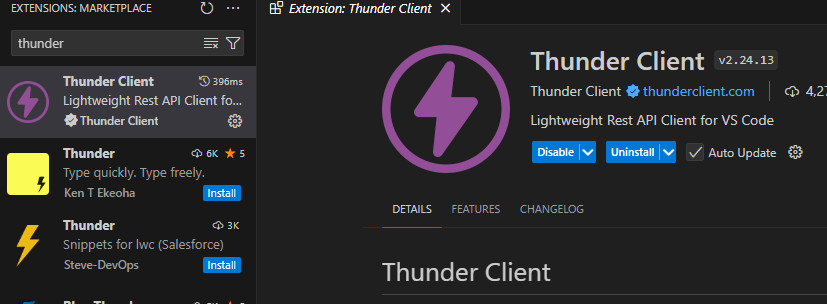 EXTENSIONS: MARKETPLACE
thunder
Thunder Client 396ms
Lightweight Rest API Client fo...
Thunder Client
Thunder 6K 5
Type quickly. Type freely.
Ken T Ekeoha Install
Thunder 3K
Snippets for lwc (Salesforce)
Steve-DevOps Install
Extension: Thunder Client
Thunder Client v2.24.13
Thunder Client thunderclient.com 4,27
Lightweight Rest API Client for VS Code
Disable Uninstall Auto Update
DETAILS FEATURES CHANGELOG
Thunder Client